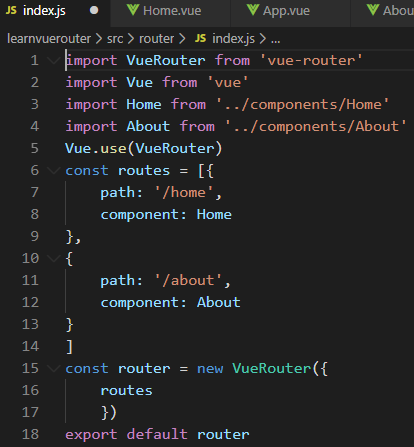 JS index.js ● Home.vue App.vue Abou
learnvuerouter > src > router > JS index.js > ...
1 import VueRouter from 'vue-router'
2 import Vue from 'vue'
3 import Home from '../components/Home'
4 import About from '../components/About'
5 Vue.use(VueRouter)
6 const routes = [{
7     path: '/home',
8     component: Home
9 },
10 {
11     path: '/about',
12     component: About
13 }
14 ]
15 const router = new VueRouter({
16     routes
17     })
18 export default router